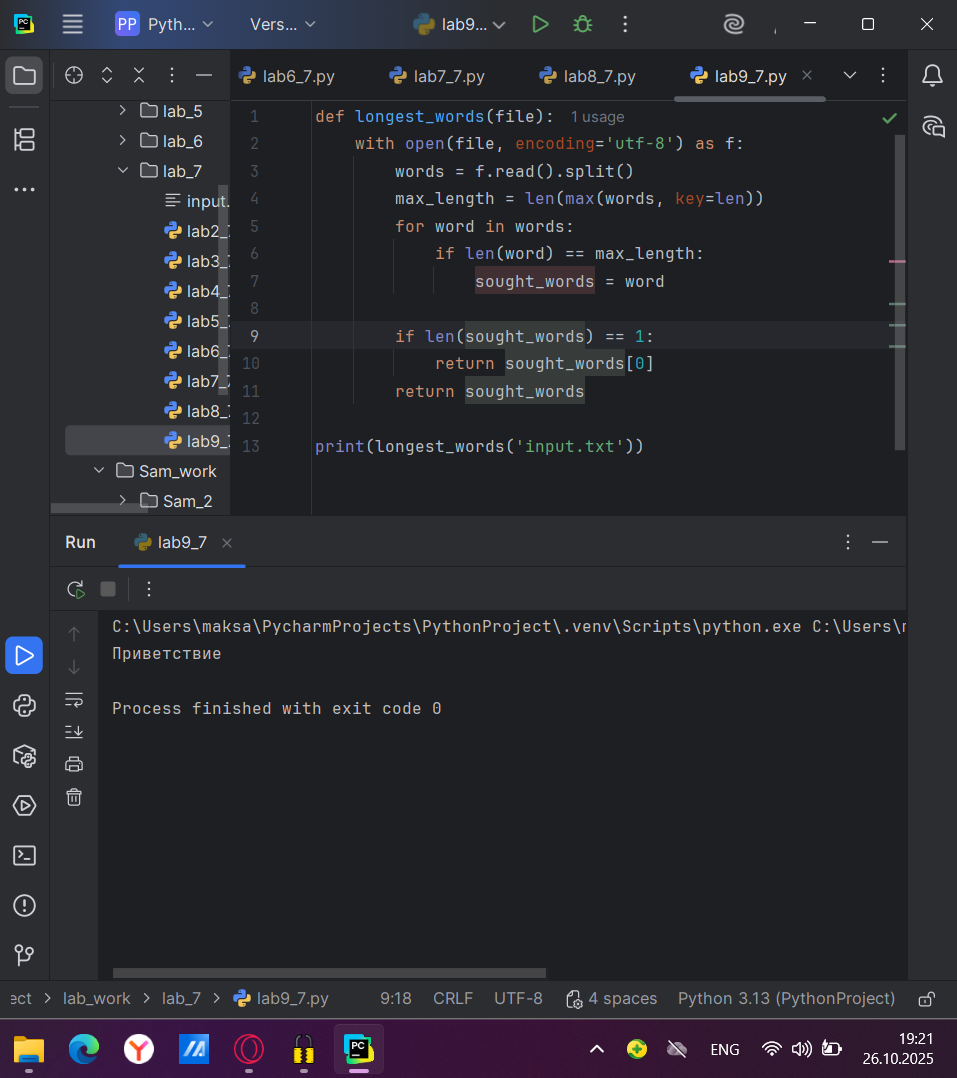 PP Pyth... Vers... lab9...
lab6_7.py lab7_7.py lab8_7.py lab9_7.py
lab_5
lab_6
lab_7
input.
lab2_
lab3_
lab4_
lab5_
lab6_
lab7_7
lab8_
lab9_
Sam_work
Sam_2
1 def longest_words(file): 1 usage
2 with open(file, encoding='utf-8') as f:
3 words = f.read().split()
4 max_length = len(max(words, key=len))
5 for word in words:
6 if len(word) == max_length:
7 sought_words = word
8
9 if len(sought_words) == 1:
10 return sought_words[0]
11 return sought_words
12
13 print(longest_words('input.txt'))
Run lab9_7
C:\Users\maksa\PycharmProjects\PythonProject\.venv\Scripts\python.exe C:\Users\
Приветствие
Process finished with exit code 0
ect > lab_work > lab_7 > lab9_7.py 9:18 CRLF UTF-8 4 spaces Python 3.13 (PythonProject)
PC
ENG
19:21
26.10.2025